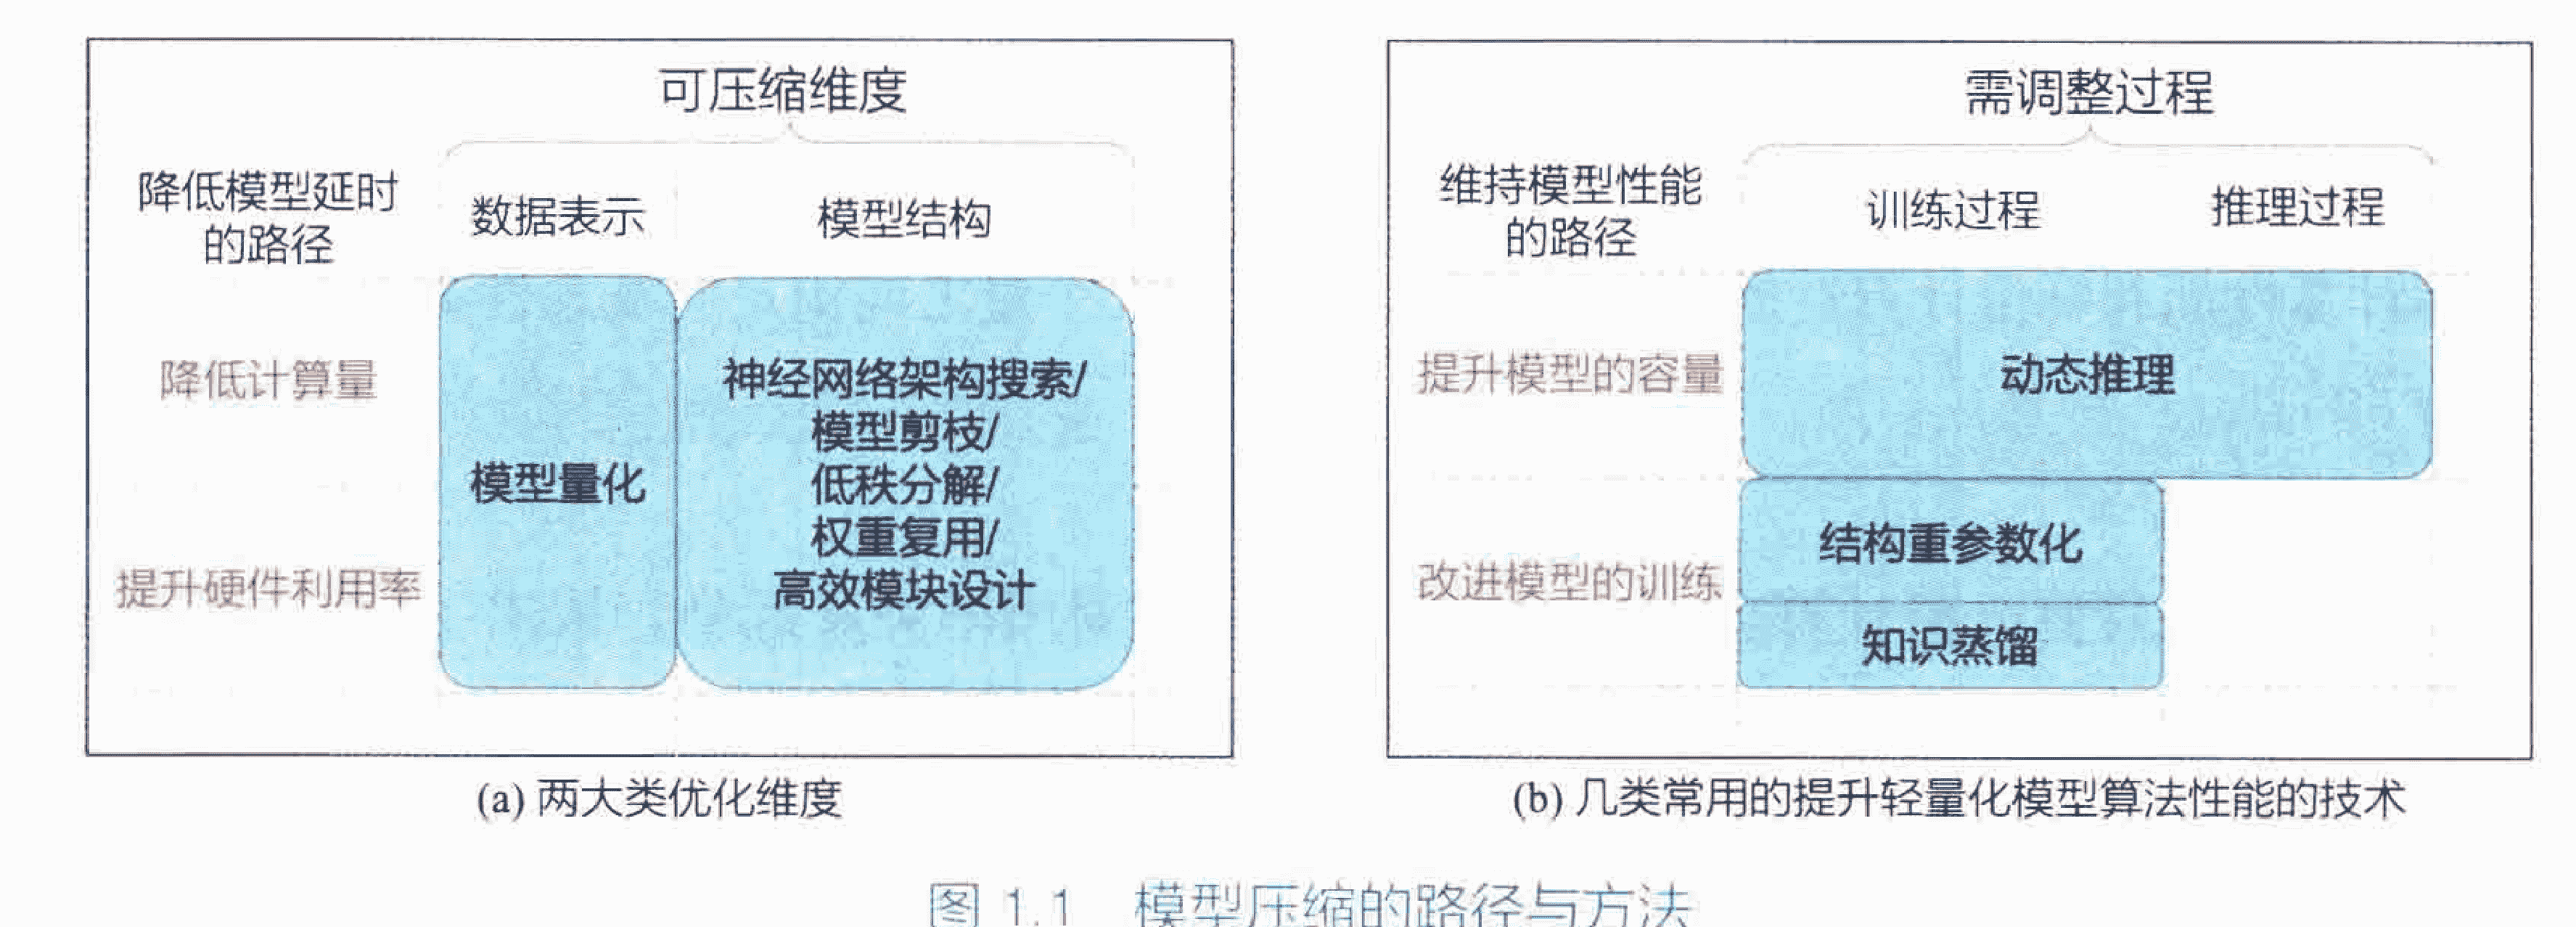 可压缩维度
降低模型延时
的路径
数据表示
模型结构
降低计算量
提升硬件利用率
模型量化
神经网络架构搜索/
模型剪枝/
低秩分解/
权重复用/
高效模块设计
(a) 两大类优化维度
需调整过程
维持模型性能
的路径
训练过程
推理过程
提升模型的容量
动态推理
改进模型的训练
结构重参数化
知识蒸馏
(b) 几类常用的提升轻量化模型算法性能的技术
图 1.1 模型压缩的路径与方法